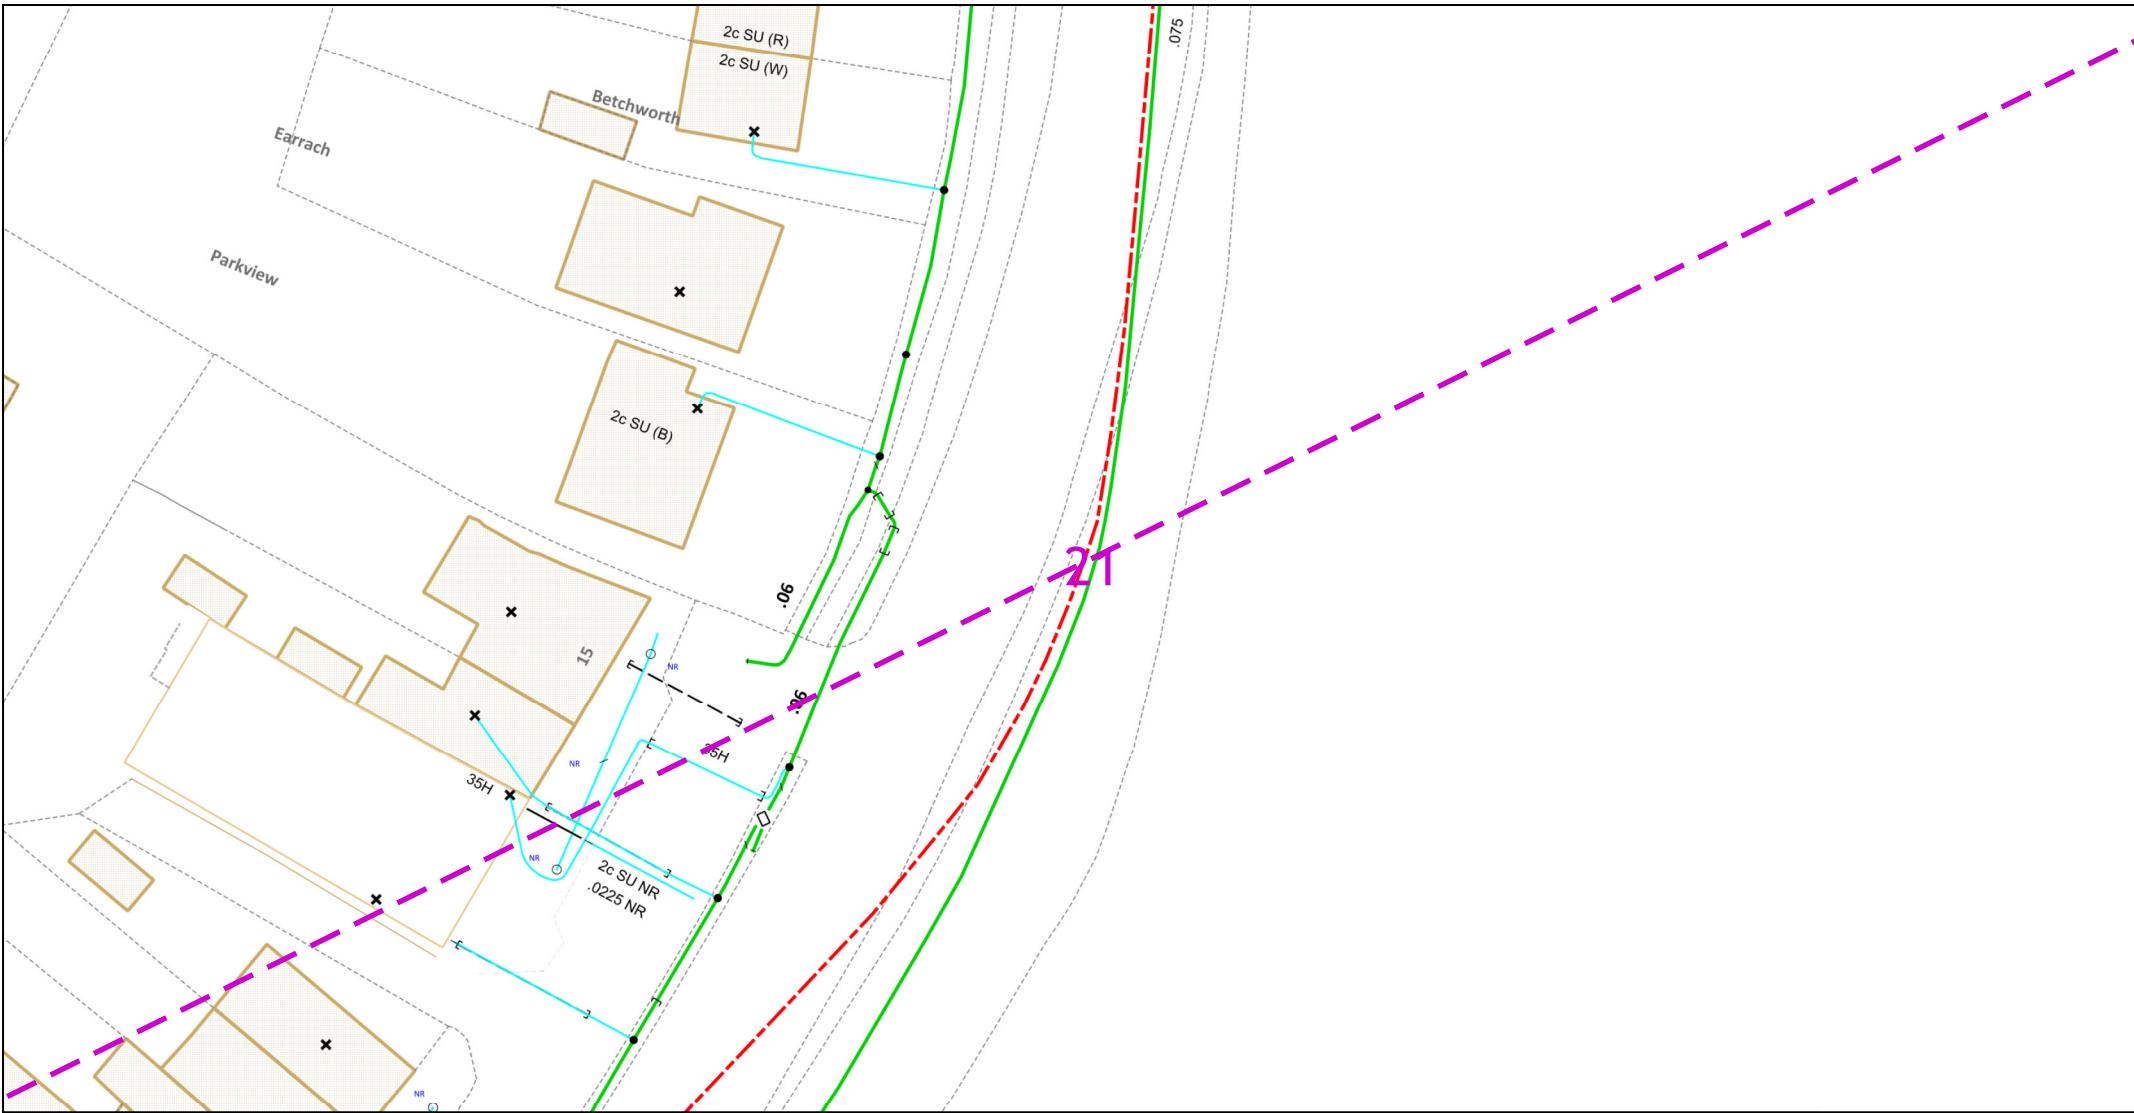 2c SU (R)
.075
2c SU (W)
Betchworth
Earrach
Parkview
2c SU (B)
21
.06
15
NR
.06
35H
NR
35H
NR
2c SU NR
.0225 NR
NR